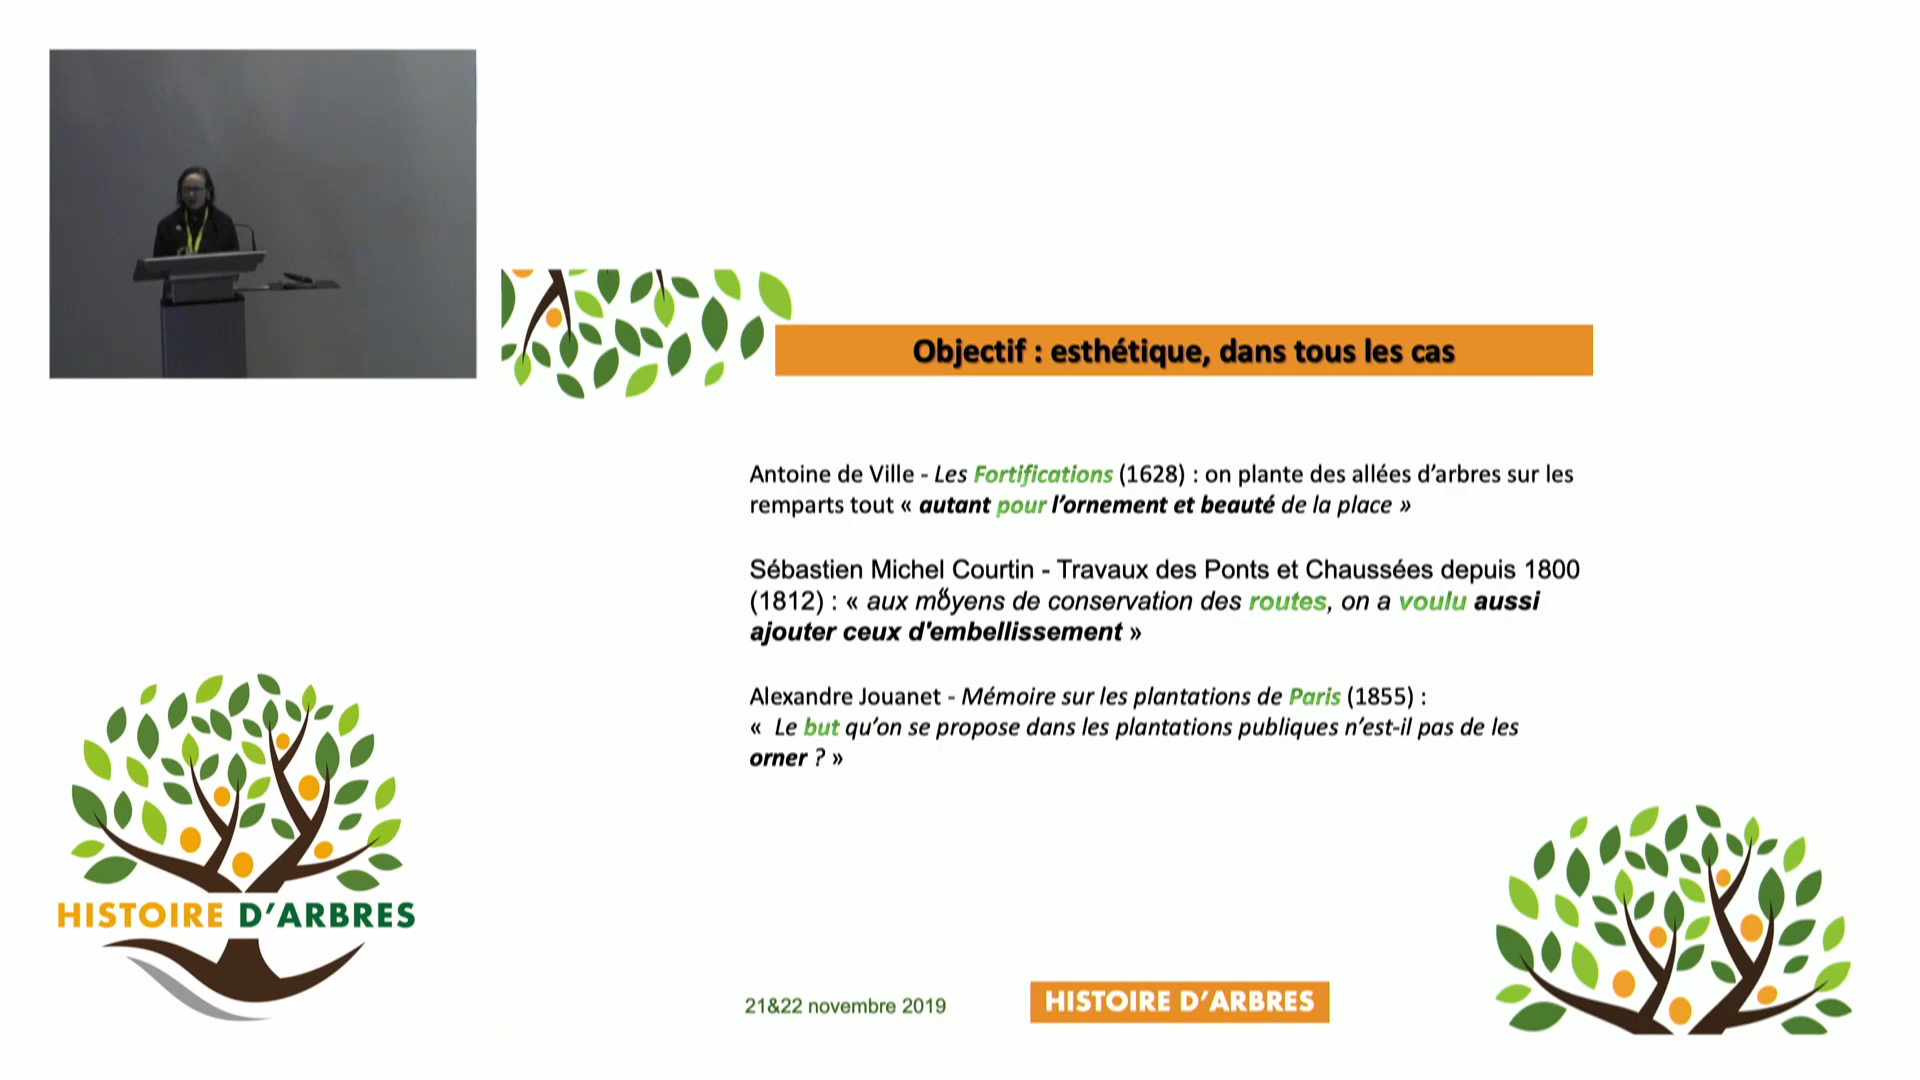 Objectif : esthétique, dans tous les cas
Antoine de Ville - Les Fortifications (1628) : on plante des allées d’arbres sur les
remparts tout « autant pour l’ornement et beauté de la place »
Sébastien Michel Courtin - Travaux des Ponts et Chaussées depuis 1800
(1812) : « aux moyens de conservation des routes, on a voulu aussi
ajouter ceux d'embellissement »
Alexandre Jouanet - Mémoire sur les plantations de Paris (1855) :
« Le but qu’on se propose dans les plantations publiques n’est-il pas de les
orner ? »
HISTOIRE D’ARBRES
21&22 novembre 2019
HISTOIRE D’ARBRES